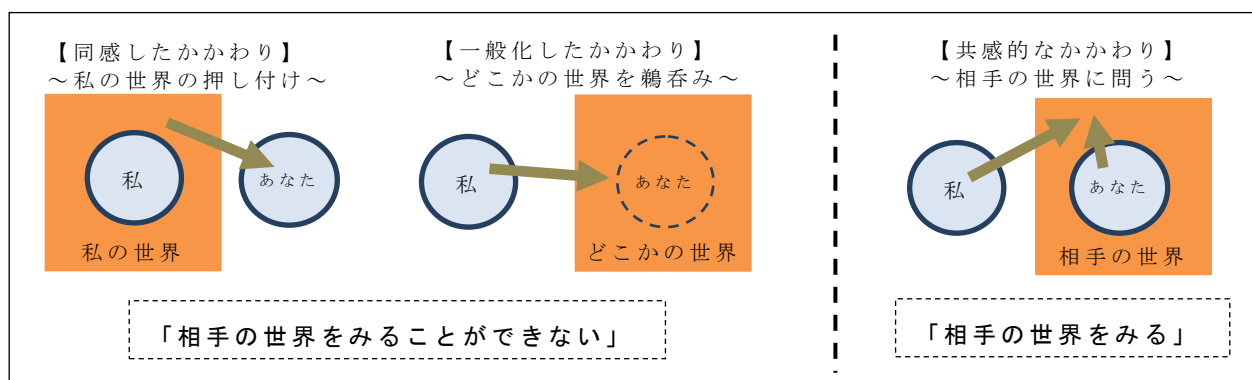 【同感したかかわり】
～私の世界の押し付け～
私
あなた
私の世界
【一般化したかかわり】
～どこかの世界を鵜呑み～
私
あなた
どこかの世界
「相手の世界をみることができない」
【共感的なかかわり】
～相手の世界に問う～
私
あなた
相手の世界
「相手の世界をみる」